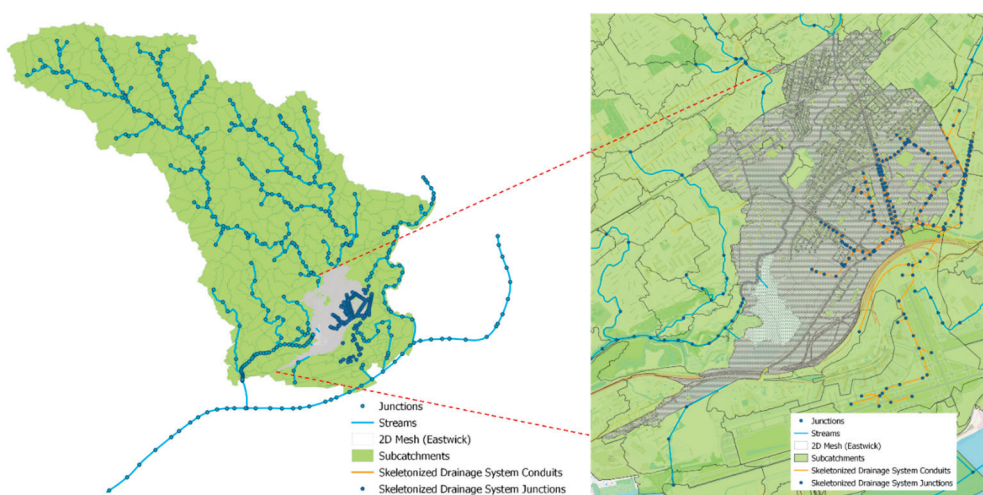 Junctions
Streams
2D Mesh (Eastwick)
Subcatchments
Skeletonized Drainage System Conduits
Skeletonized Drainage System Junctions
Junctions
Streams
2D Mesh (Eastwick)
Subcatchments
Skeletonized Drainage System Conduits
Skeletonized Drainage System Junctions